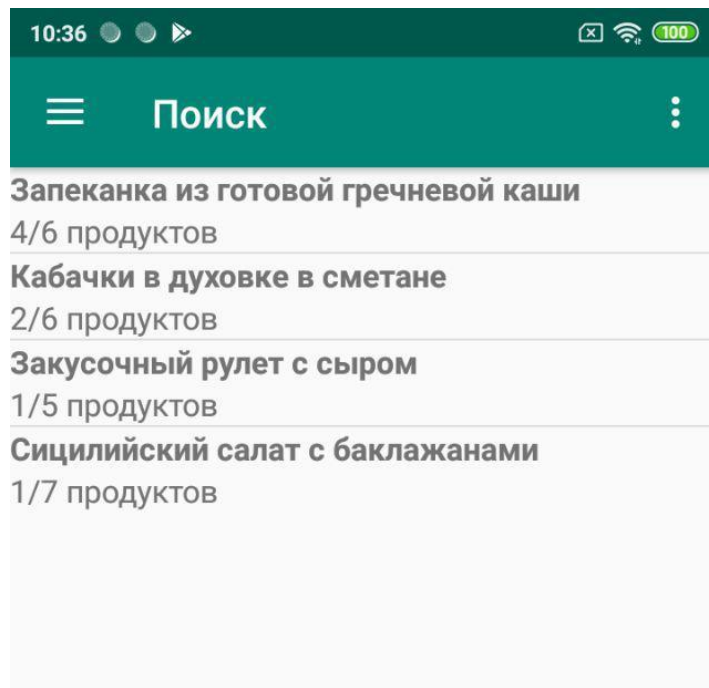 10:36
100
Поиск
Запеканка из готовой гречневой каши
4/6 продуктов
Кабачки в духовке в сметане
2/6 продуктов
Закусочный рулет с сыром
1/5 продуктов
Сицилийский салат с баклажанами
1/7 продуктов